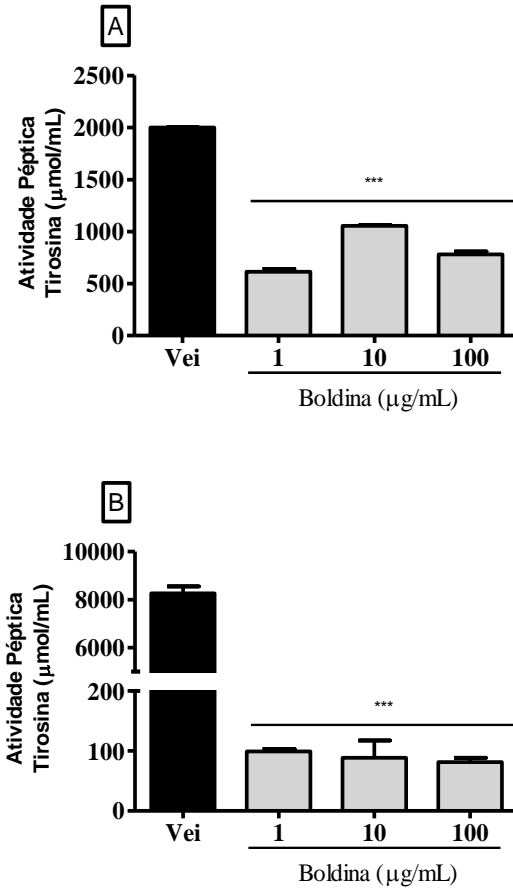 A
Atividade Péptica
Tirosina (µmol/mL)
2500
2000
1500
1000
500
0
***
Vei 1 10 100
Boldina (µg/mL)
B
Atividade Péptica
Tirosina (µmol/mL)
10000
8000
6000
200
100
0
***
Vei 1 10 100
Boldina (µg/mL)